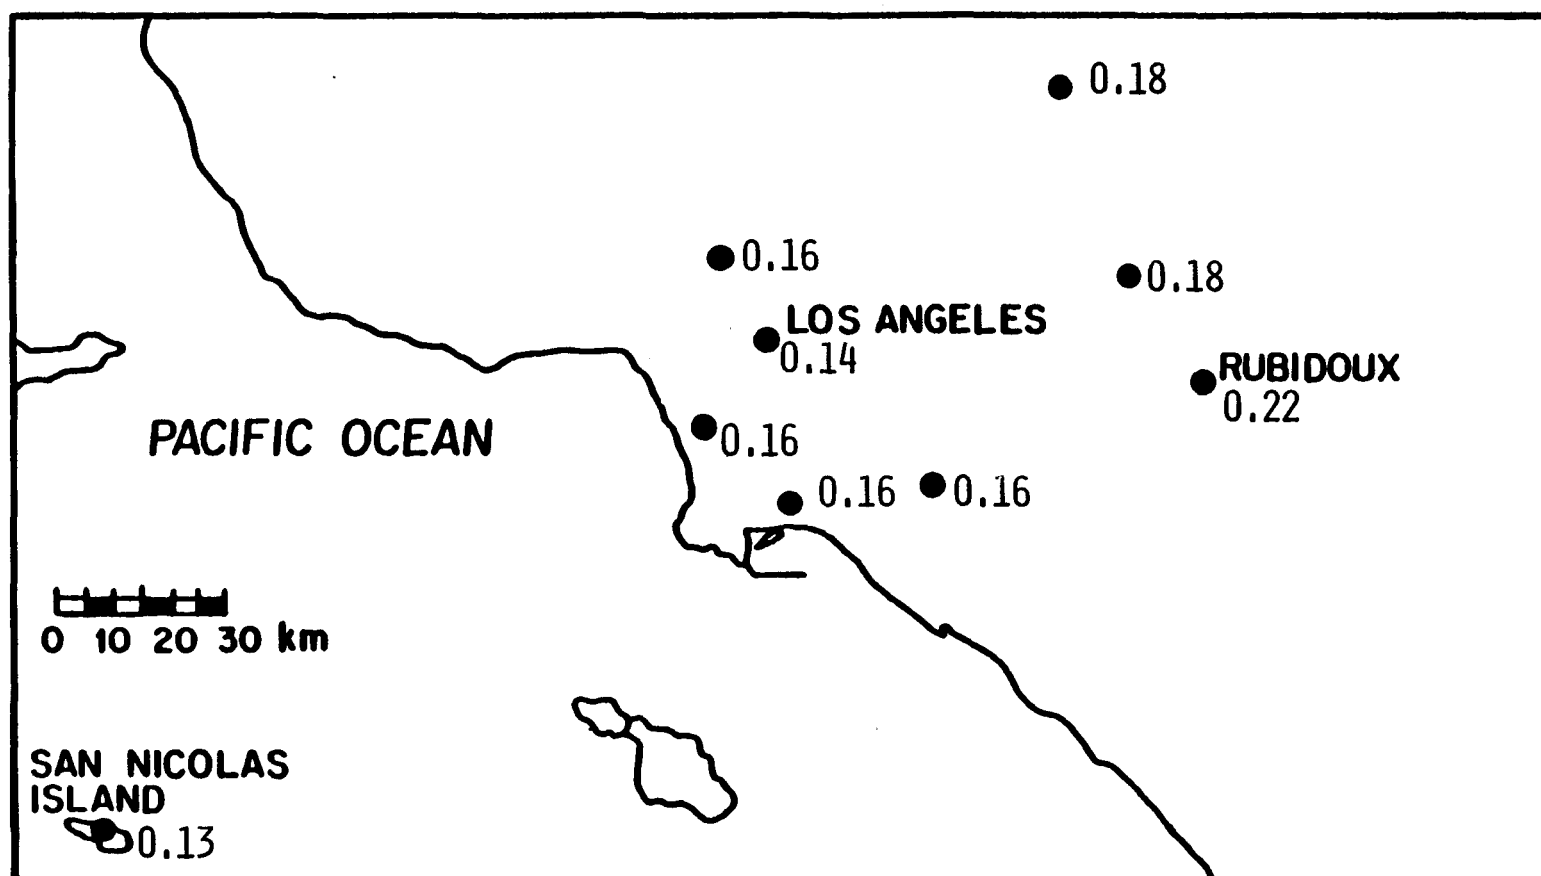 0.18
0.16
0.18
LOS ANGELES
0.14
RUBIDOUX
0.22
PACIFIC OCEAN
0.16
0.16
0.16
0 10 20 30 km
SAN NICOLAS
ISLAND
0.13